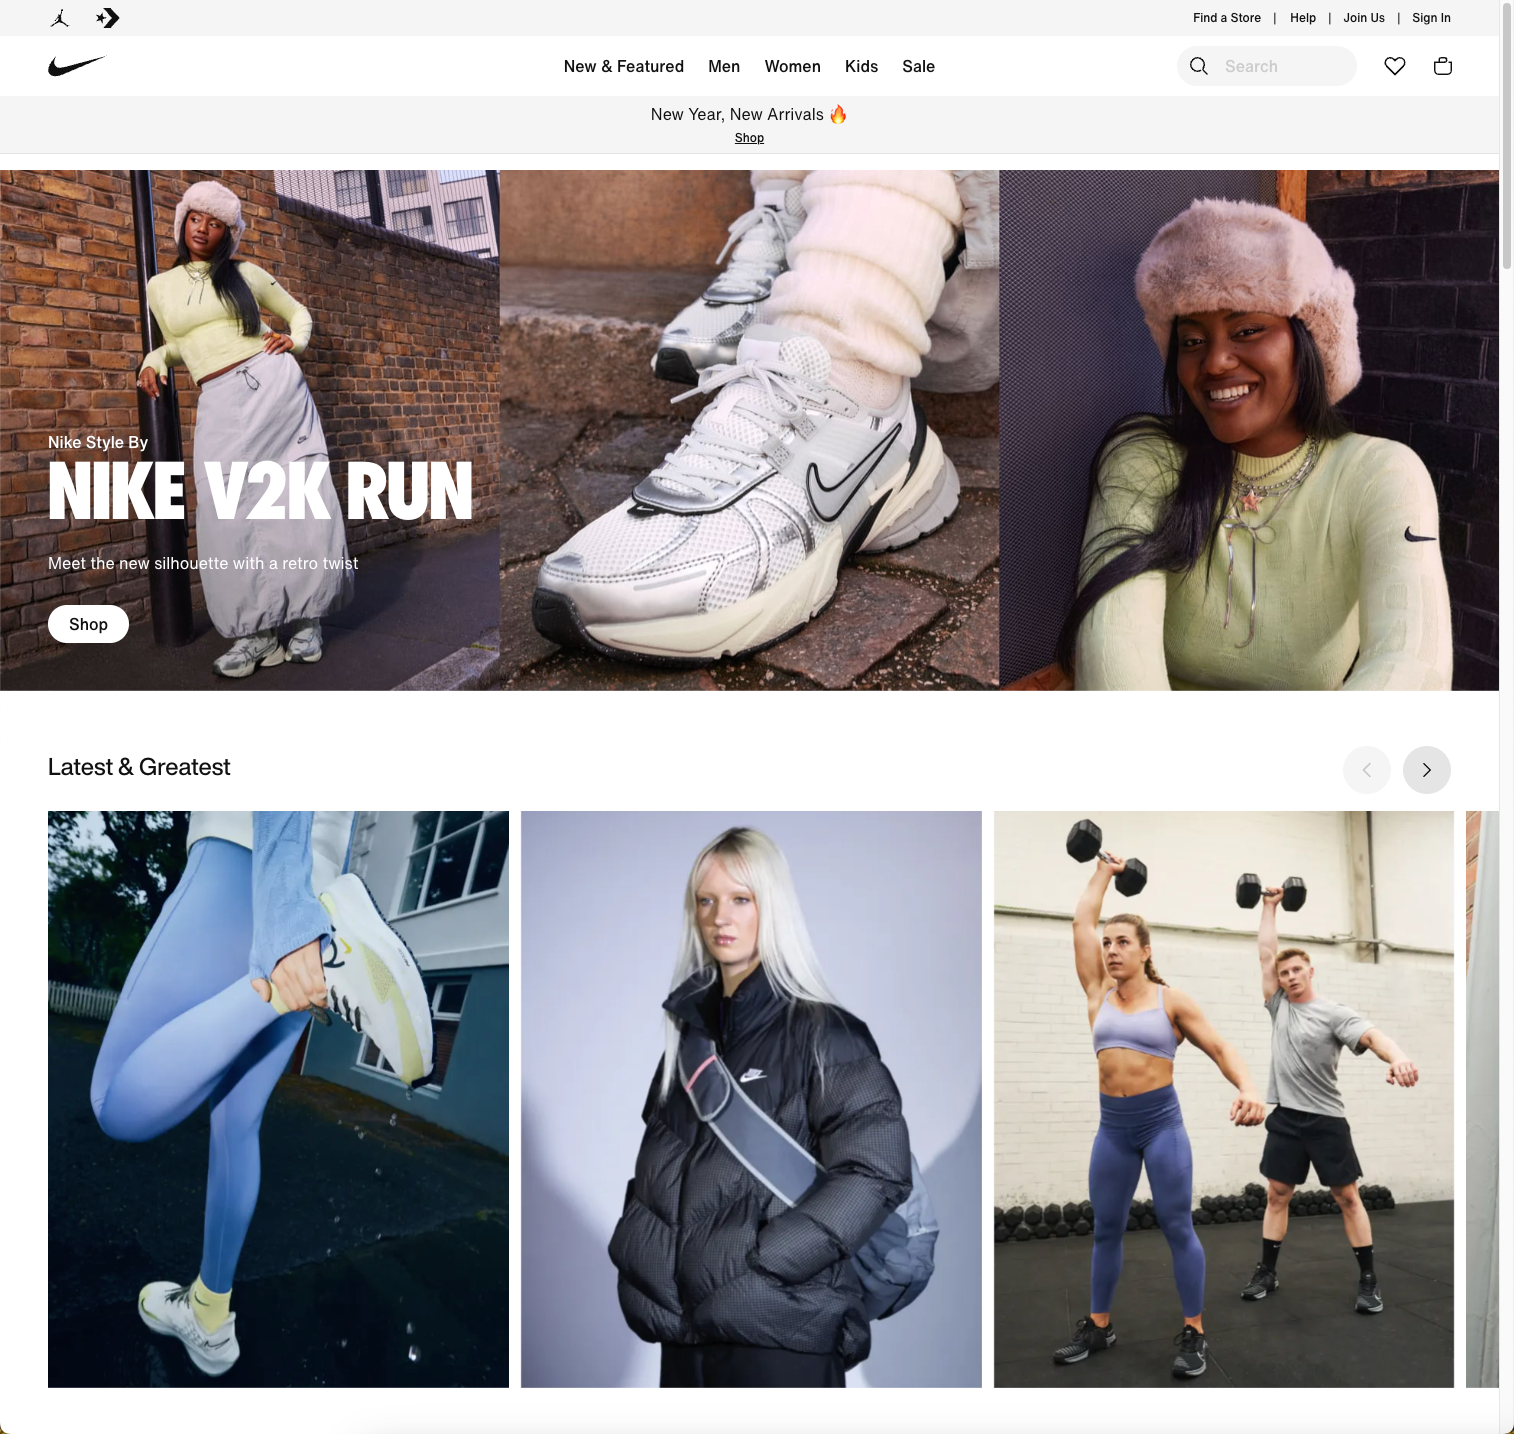 Find a Store | Help | Join Us | Sign In
New & Featured Men Women Kids Sale Search
New Year, New Arrivals 🔥
Shop
Nike Style By
NIKE V2K RUN
Meet the new silhouette with a retro twist
Shop
Latest & Greatest